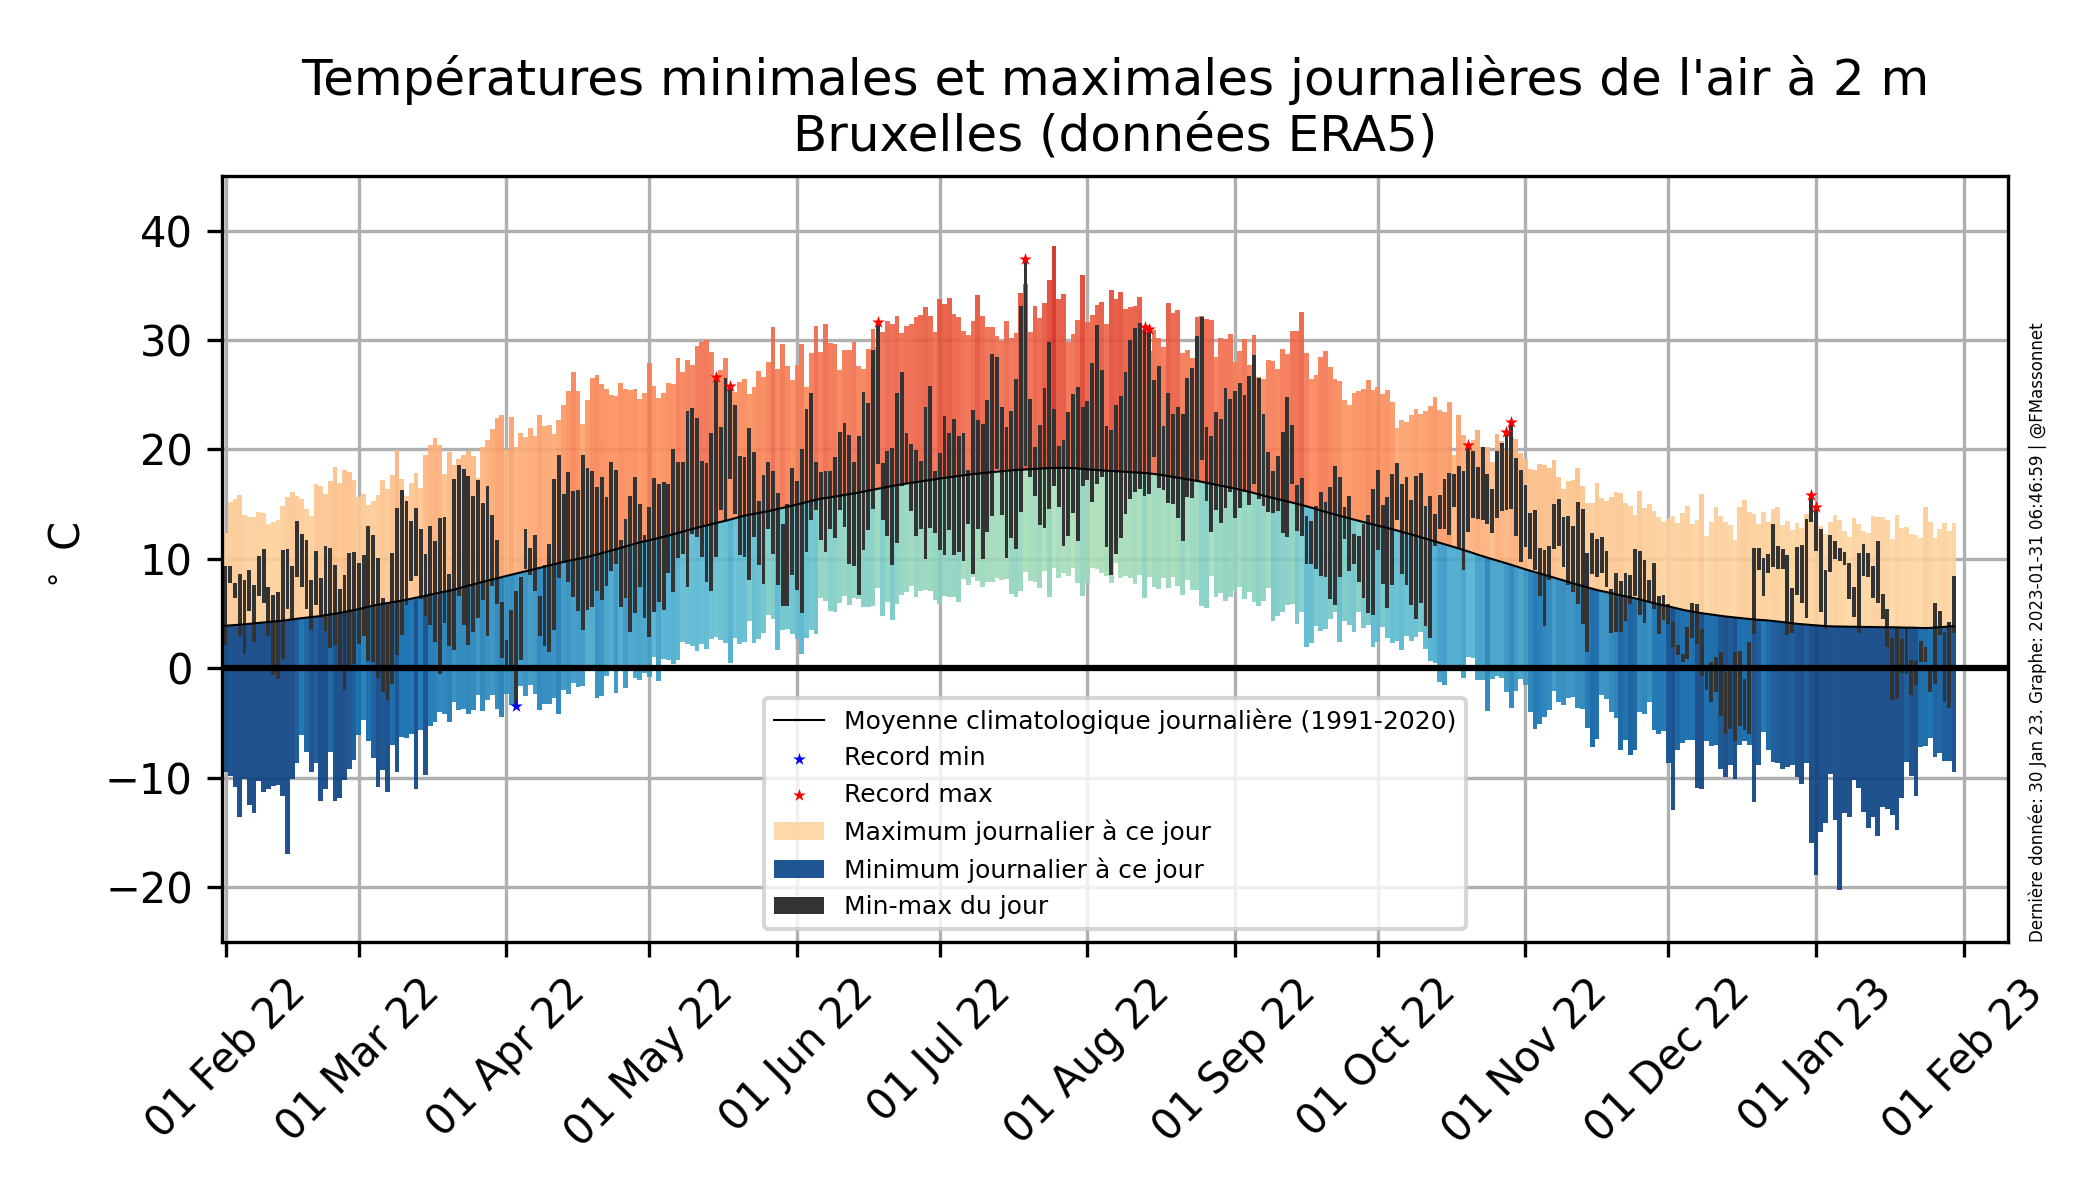 Températures minimales et maximales journalières de l'air à 2 m
Bruxelles (données ERA5)
° C
40
30
20
10
0
−10
−20
Moyenne climatologique journalière (1991-2020)
Record min
Record max
Maximum journalier à ce jour
Minimum journalier à ce jour
Min-max du jour
01 Feb 22
01 Mar 22
01 Apr 22
01 May 22
01 Jun 22
01 Jul 22
01 Aug 22
01 Sep 22
01 Oct 22
01 Nov 22
01 Dec 22
01 Jan 23
01 Feb 23
Dernière donnée: 30 Jan 23. Graphe: 2023-01-31 06:46:59 | @FMassonnet